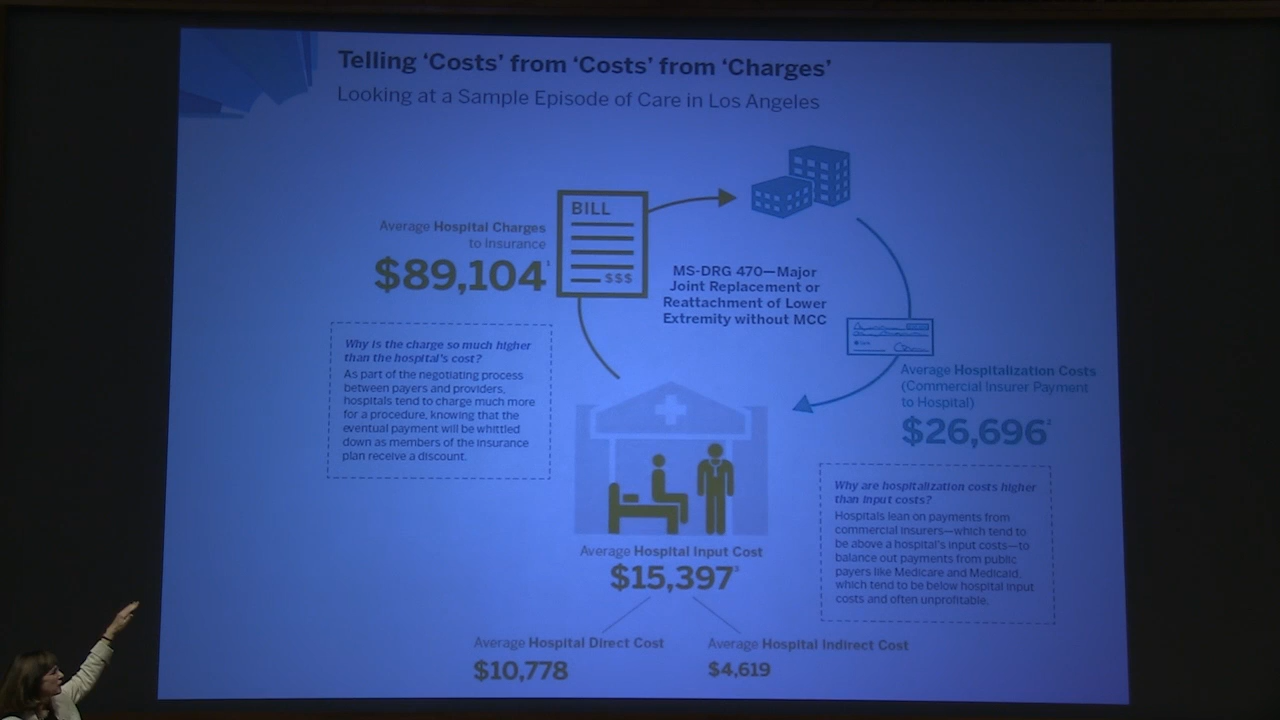 Telling ‘Costs’ from ‘Costs’ from ‘Charges’
Looking at a Sample Episode of Care in Los Angeles
BILL
$$$
Average Hospital Charges
to Insurance
$89,104¹
MS-DRG 470—Major
Joint Replacement or
Reattachment of Lower
Extremity without MCC
Why is the charge so much higher
than the hospital's cost?
As part of the negotiating process
between payers and providers,
hospitals tend to charge much more
for a procedure, knowing that the
eventual payment will be whittled
down as members of the insurance
plan receive a discount.
Average Hospitalization Costs
(Commercial Insurer Payment
to Hospital)
$26,696²
Why are hospitalization costs higher
than input costs?
Hospitals lean on payments from
commercial insurers—which tend to
be above a hospital's input costs—to
balance out payments from public
payers like Medicare and Medicaid,
which tend to be below hospital input
costs and often unprofitable.
Average Hospital Input Cost
$15,397³
Average Hospital Direct Cost
$10,778
Average Hospital Indirect Cost
$4,619